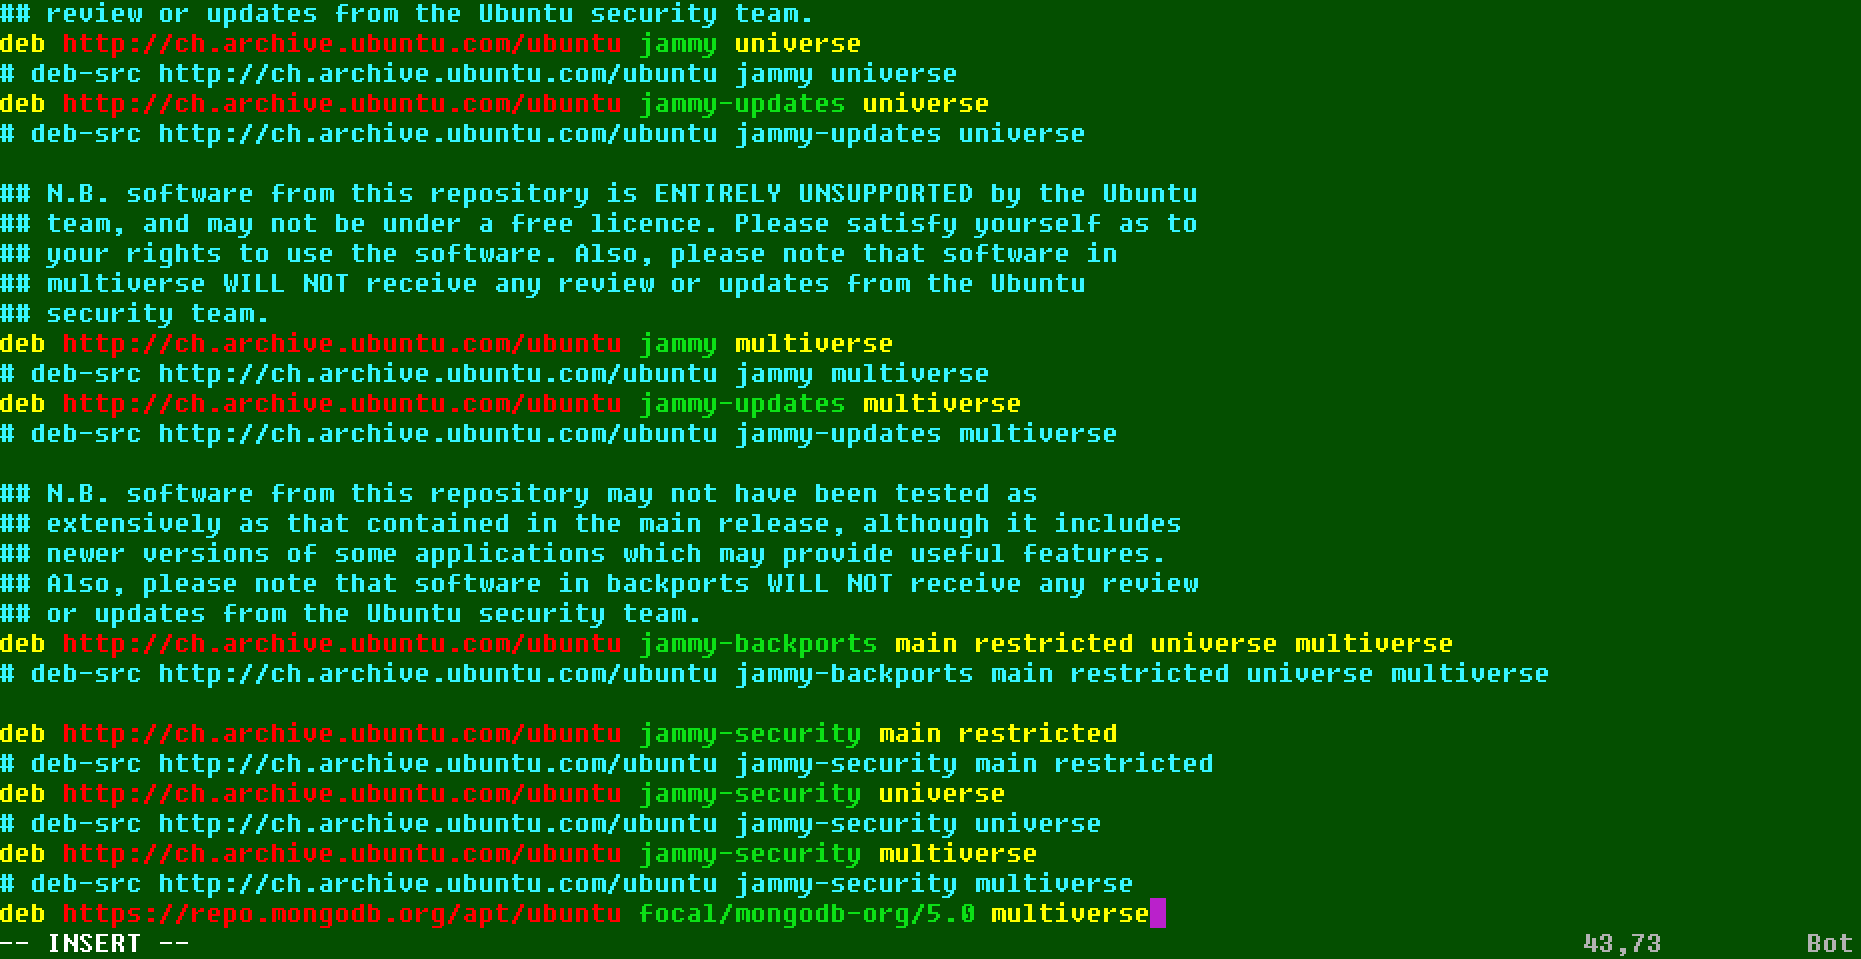 ## review or updates from the Ubuntu security team.
deb http://ch.archive.ubuntu.com/ubuntu jammy universe
# deb-src http://ch.archive.ubuntu.com/ubuntu jammy universe
deb http://ch.archive.ubuntu.com/ubuntu jammy-updates universe
# deb-src http://ch.archive.ubuntu.com/ubuntu jammy-updates universe
## N.B. software from this repository is ENTIRELY UNSUPPORTED by the Ubuntu
## team, and may not be under a free licence. Please satisfy yourself as to
## your rights to use the software. Also, please note that software in
## multiverse WILL NOT receive any review or updates from the Ubuntu
## security team.
deb http://ch.archive.ubuntu.com/ubuntu jammy multiverse
# deb-src http://ch.archive.ubuntu.com/ubuntu jammy multiverse
deb http://ch.archive.ubuntu.com/ubuntu jammy-updates multiverse
# deb-src http://ch.archive.ubuntu.com/ubuntu jammy-updates multiverse
## N.B. software from this repository may not have been tested as
## extensively as that contained in the main release, although it includes
## newer versions of some applications which may provide useful features.
## Also, please note that software in backports WILL NOT receive any review
## or updates from the Ubuntu security team.
deb http://ch.archive.ubuntu.com/ubuntu jammy-backports main restricted universe multiverse
# deb-src http://ch.archive.ubuntu.com/ubuntu jammy-backports main restricted universe multiverse
deb http://ch.archive.ubuntu.com/ubuntu jammy-security main restricted
# deb-src http://ch.archive.ubuntu.com/ubuntu jammy-security main restricted
deb http://ch.archive.ubuntu.com/ubuntu jammy-security universe
# deb-src http://ch.archive.ubuntu.com/ubuntu jammy-security universe
deb http://ch.archive.ubuntu.com/ubuntu jammy-security multiverse
# deb-src http://ch.archive.ubuntu.com/ubuntu jammy-security multiverse
deb https://repo.mongodb.org/apt/ubuntu focal/mongodb-org/5.0 multiverse
-- INSERT -- 43,73 Bot